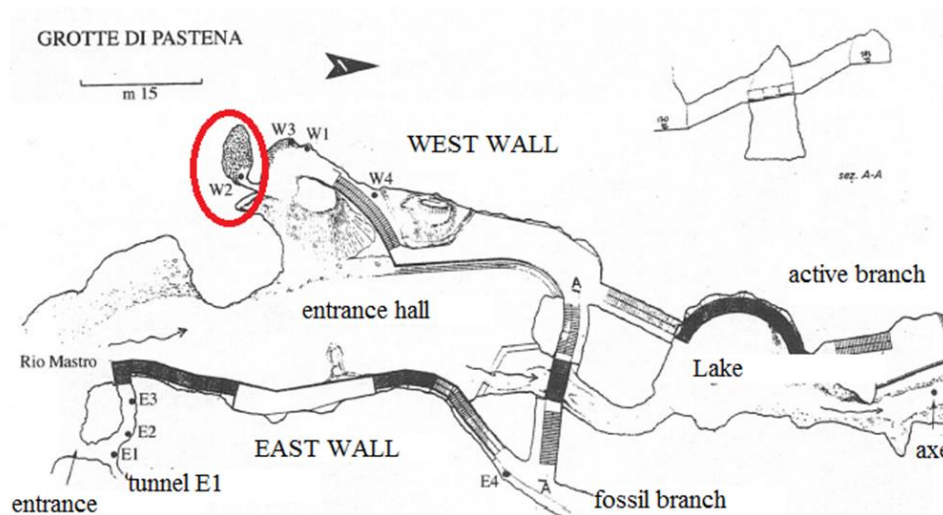 GROTTE DI PASTENA
m 15
sez. A-A
WEST WALL
W3
W1
W2
W4
active branch
A
entrance hall
Rio Mastro
Lake
E3
E2
E1
EAST WALL
E4
A
axe
tunnel E1
entrance
fossil branch